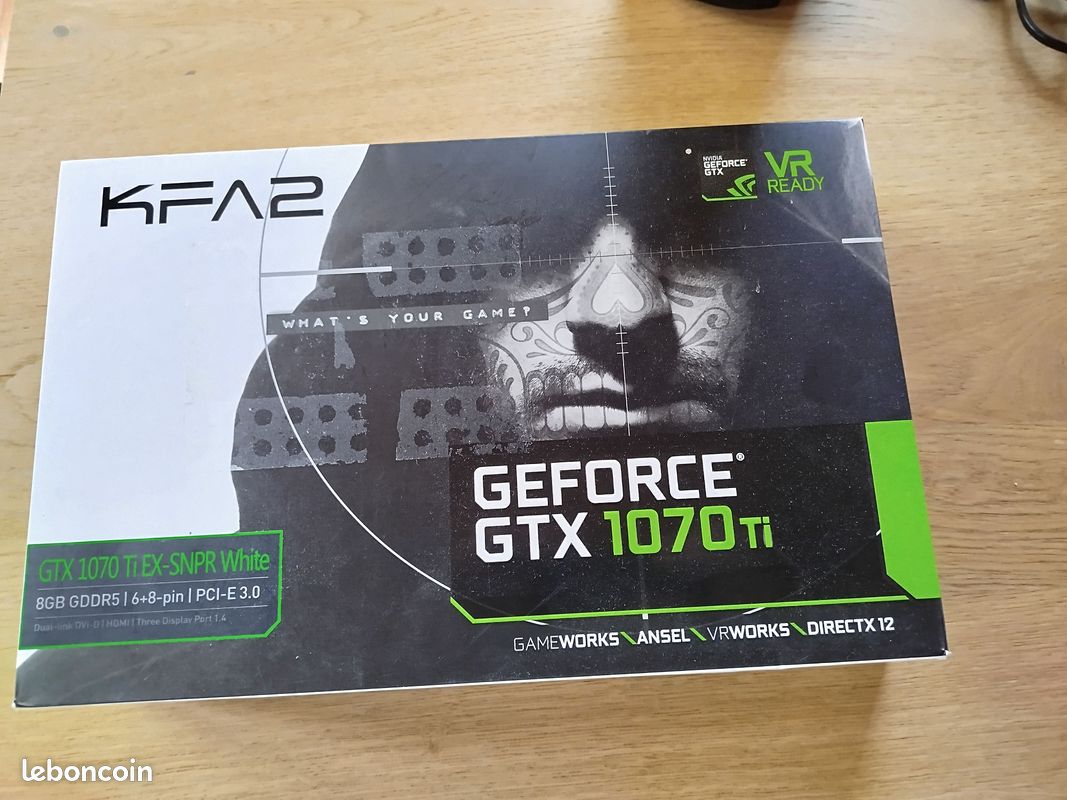 KFA2
NVIDIA
GEFORCE®
GTX
VR
READY
WHAT'S YOUR GAME?
GEFORCE®
GTX 1070 Ti
GTX 1070 Ti EX-SNPR White
8GB GDDR5 | 6+8-pin | PCI-E 3.0
Dual-link DVI-D | HDMI | Three Display Port 1.4
GAMEWORKS \ ANSEL \ VRWORKS \ DIRECTX 12
leboncoin